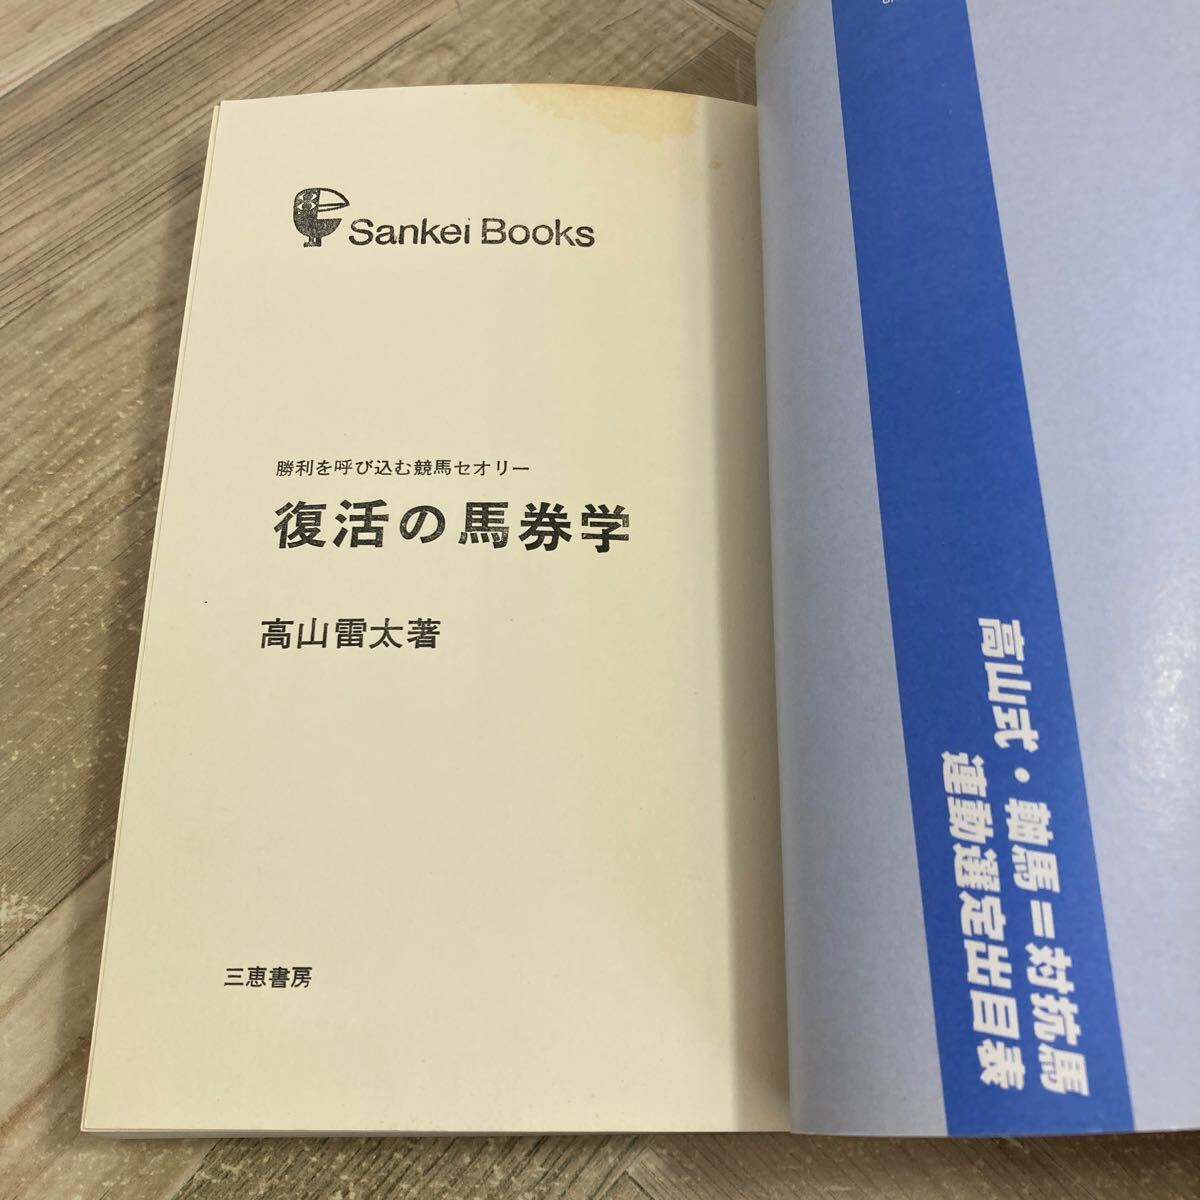 Sankei Books
勝利を呼び込む競馬セオリー
復活の馬券学
高山雷太著
三恵書房
高山式・軸馬=対抗馬
連動選定出目表